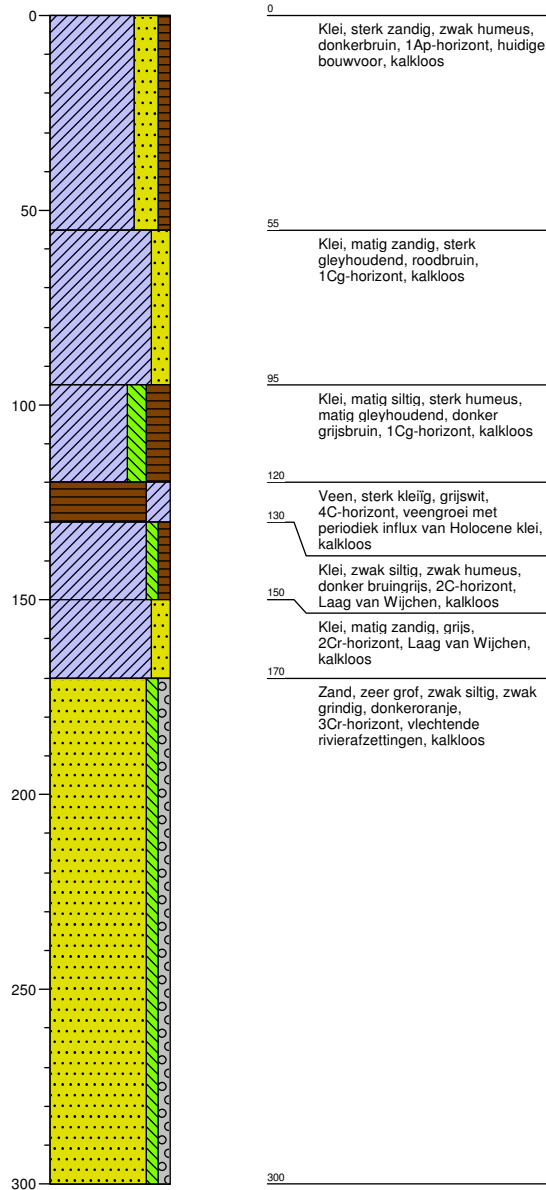 0
50
100
150
200
250
300
0
Klei, sterk zandig, zwak humeus,
donkerbruin, 1Ap-horizont, huidige
bouwvoor, kalkloos
55
Klei, matig zandig, sterk
gleyhoudend, roodbruin,
1Cg-horizont, kalkloos
95
Klei, matig siltig, sterk humeus,
matig gleyhoudend, donker
grijsbruin, 1Cg-horizont, kalkloos
120
Veen, sterk kleiïg, grijswit,
4C-horizont, veengroei met
periodiek influx van Holocene klei,
kalkloos
130
Klei, zwak siltig, zwak humeus,
donker bruingrijs, 2C-horizont,
Laag van Wijchen, kalkloos
150
Klei, matig zandig, grijs,
2Cr-horizont, Laag van Wijchen,
kalkloos
170
Zand, zeer grof, zwak siltig, zwak
grindig, donkeroranje,
3Cr-horizont, vlechtende
rivierafzettingen, kalkloos
300